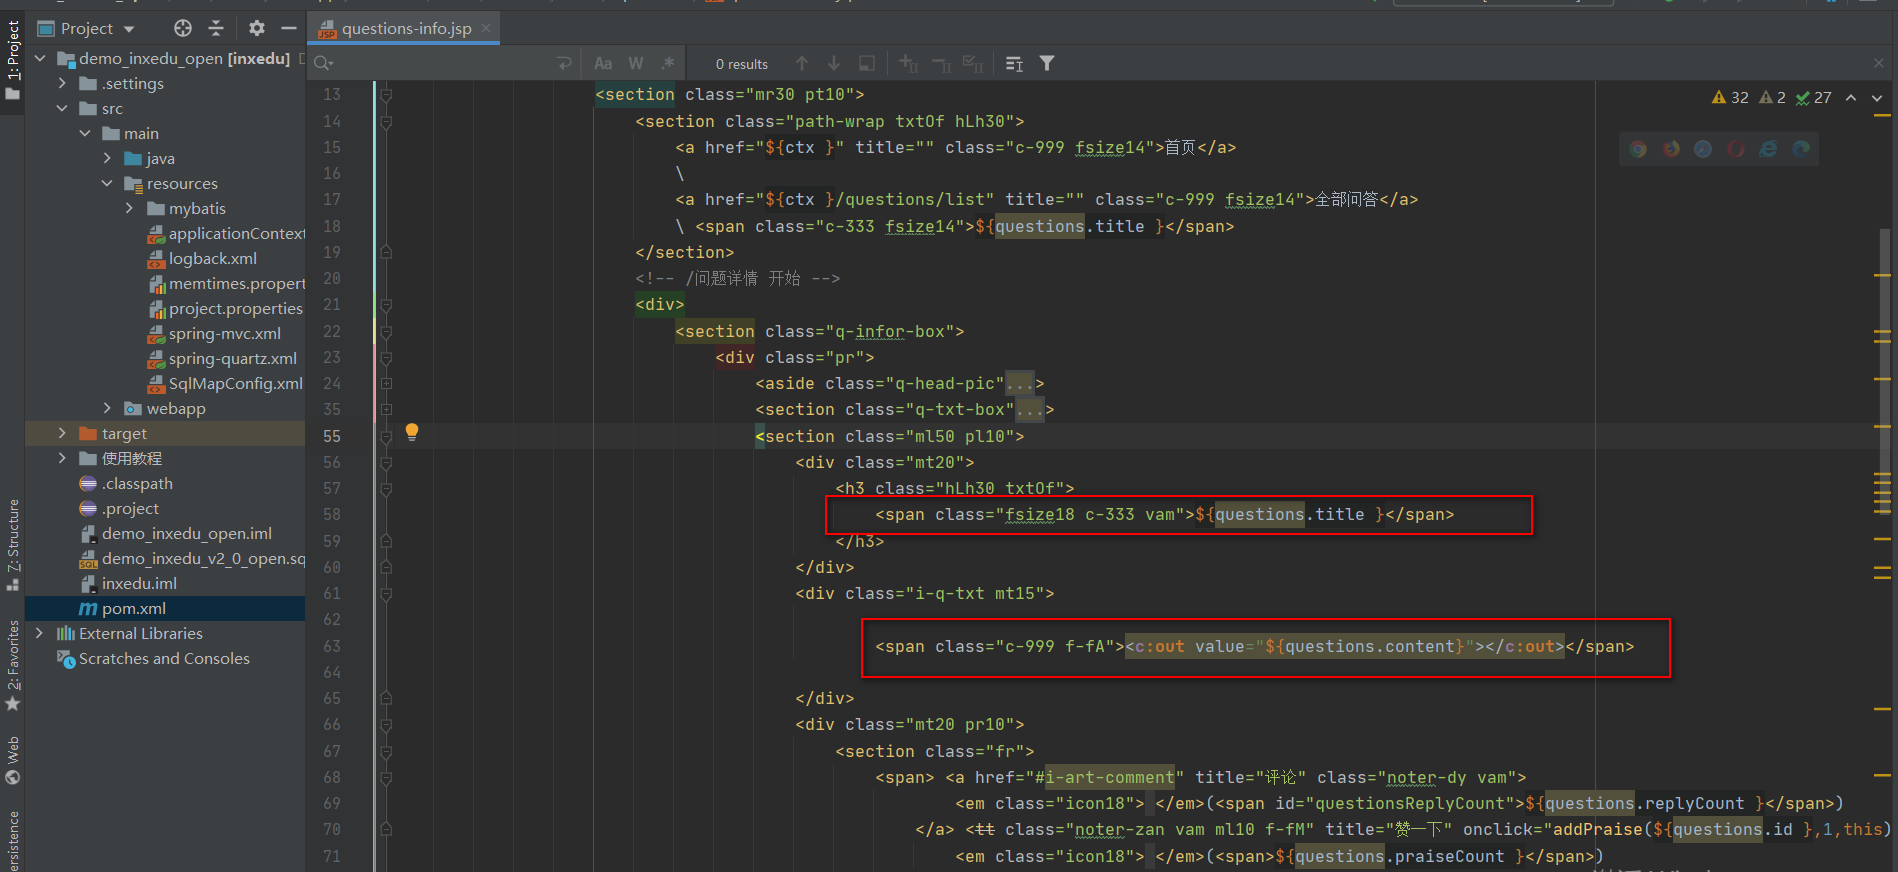 Project
questions-info.jsp
Aa W .* 0 results
demo_inxedu_open [inxedu]
.settings
src
main
java
resources
mybatis
applicationContext
logback.xml
memtimes.propert
project.properties
spring-mvc.xml
spring-quartz.xml
SqlMapConfig.xml
webapp
target
使用教程
.classpath
.project
demo_inxedu_open.iml
demo_inxedu_v2_0_open.sq
inxedu.iml
pom.xml
External Libraries
Scratches and Consoles
1: Project
7: Structure
2: Favorites
Web
ersistence
32 2 27
13 <section class="mr30 pt10">
14 <section class="path-wrap txtOf hLh30">
15 <a href="${ctx }" title="" class="c-999 fsize14">首页</a>
16 \
17 <a href="${ctx }/questions/list" title="" class="c-999 fsize14">全部问答</a>
18 \ <span class="c-333 fsize14">${questions.title }</span>
19 </section>
20 <!-- /问题详情 开始 -->
21 <div>
22 <section class="q-infor-box">
23 <div class="pr">
24 <aside class="q-head-pic"...>
35 <section class="q-txt-box"...>
55 <section class="ml50 pl10">
56 <div class="mt20">
57 <h3 class="hLh30 txtOf">
58 <span class="fsize18 c-333 vam">${questions.title }</span>
59 </h3>
60 </div>
61 <div class="i-q-txt mt15">
62
63 <span class="c-999 f-fA"><c:out value="${questions.content}"></c:out></span>
64
65 </div>
66 <div class="mt20 pr10">
67 <section class="fr">
68 <span> <a href="#i-art-comment" title="评论" class="noter-dy vam">
69 <em class="icon18"> </em>(<span id="questionsReplyCount">${questions.replyCount }</span>)
70 </a> <tt class="noter-zan vam ml10 f-fM" title="赞一下" onclick="addPraise(${questions.id },1,this)
71 <em class="icon18"> </em>(<span>${questions.praiseCount }</span>)